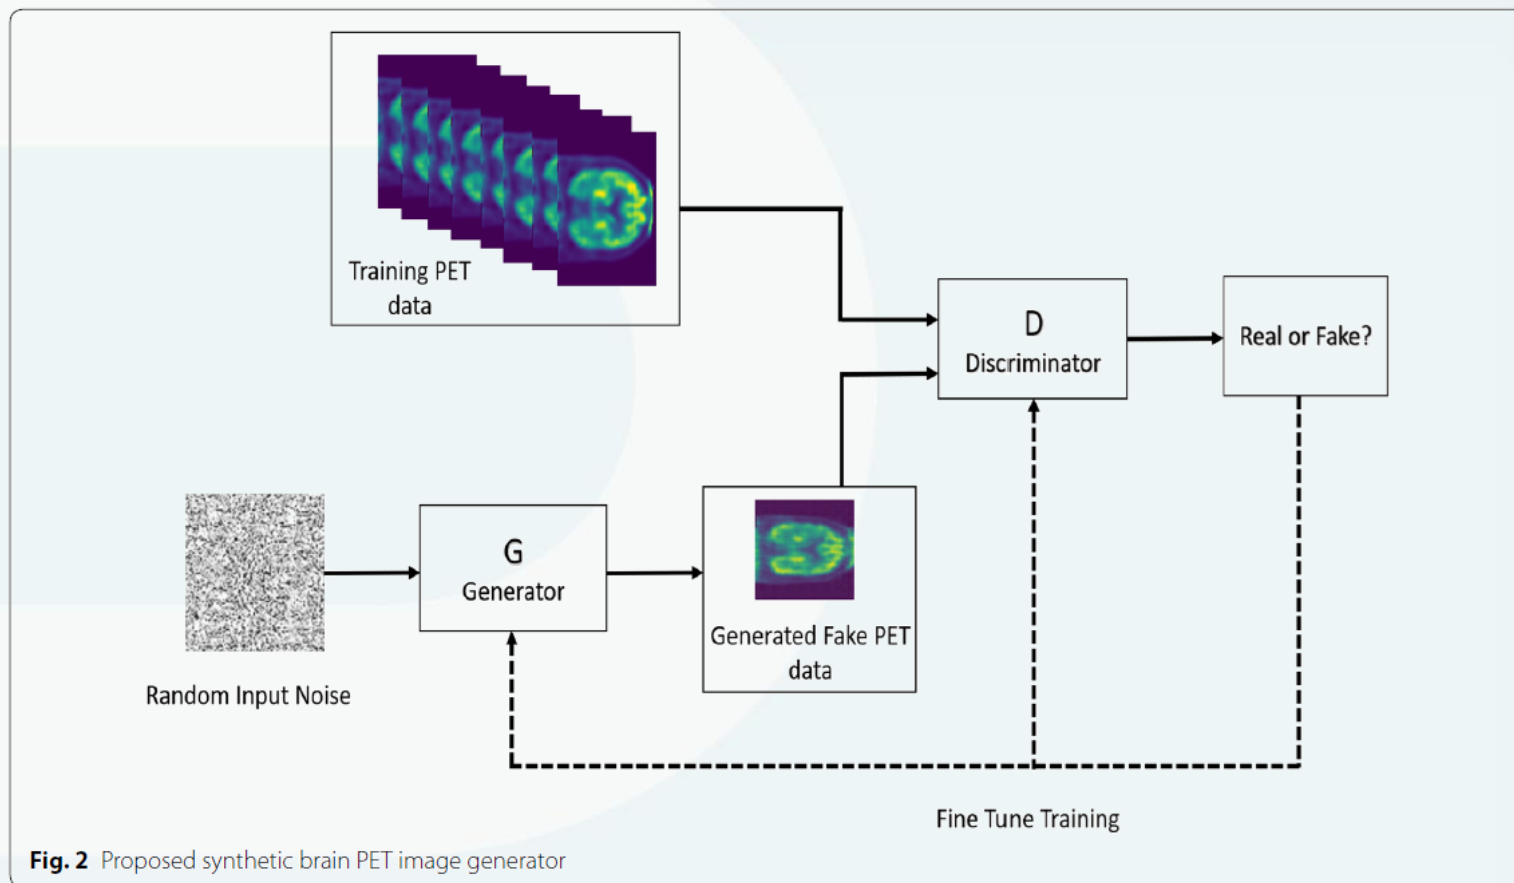 Training PET
data
D
Discriminator
Real or Fake?
G
Generator
Generated Fake PET
data
Random Input Noise
Fine Tune Training
Fig. 2 Proposed synthetic brain PET image generator